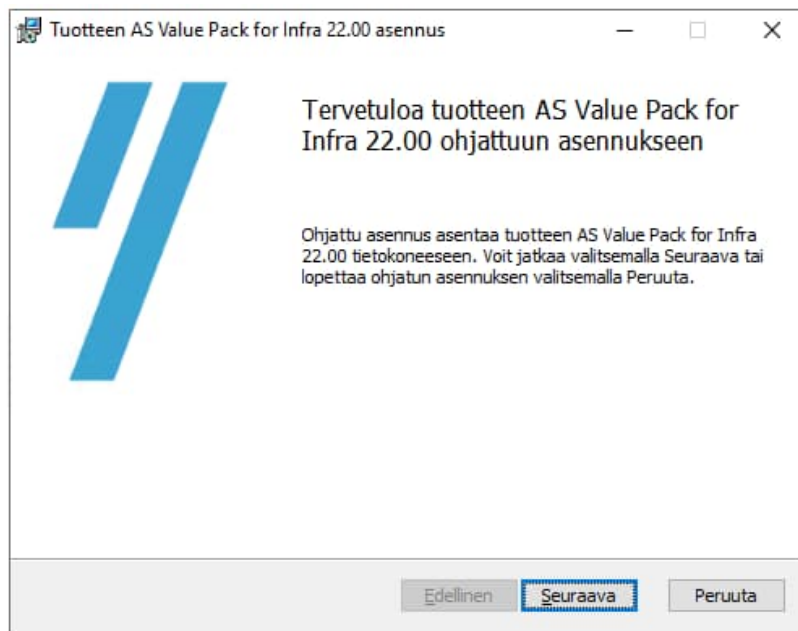 Tuotteen AS Value Pack for Infra 22.00 asennus
Tervetuloa tuotteen AS Value Pack for
Infra 22.00 ohjattuun asennukseen
Ohjattu asennus asentaa tuotteen AS Value Pack for Infra
22.00 tietokoneeseen. Voit jatkaa valitsemalla Seuraava tai
lopettaa ohjatun asennuksen valitsemalla Peruuta.
Edellinen
Seuraava
Peruuta